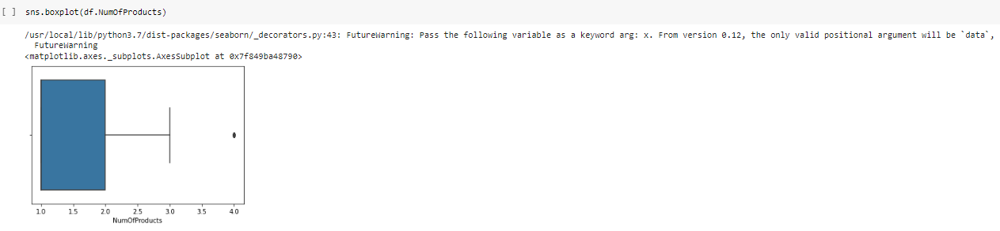 [ ] sns.boxplot(df.NumOfProducts)
/usr/local/lib/python3.7/dist-packages/seaborn/_decorators.py:43: FutureWarning: Pass the following variable as a keyword arg: x. From version 0.12, the only valid positional argument will be `data`,
FutureWarning
<matplotlib.axes._subplots.AxesSubplot at 0x7f849ba48790>
1.0 1.5 2.0 2.5 3.0 3.5 4.0
NumOfProducts